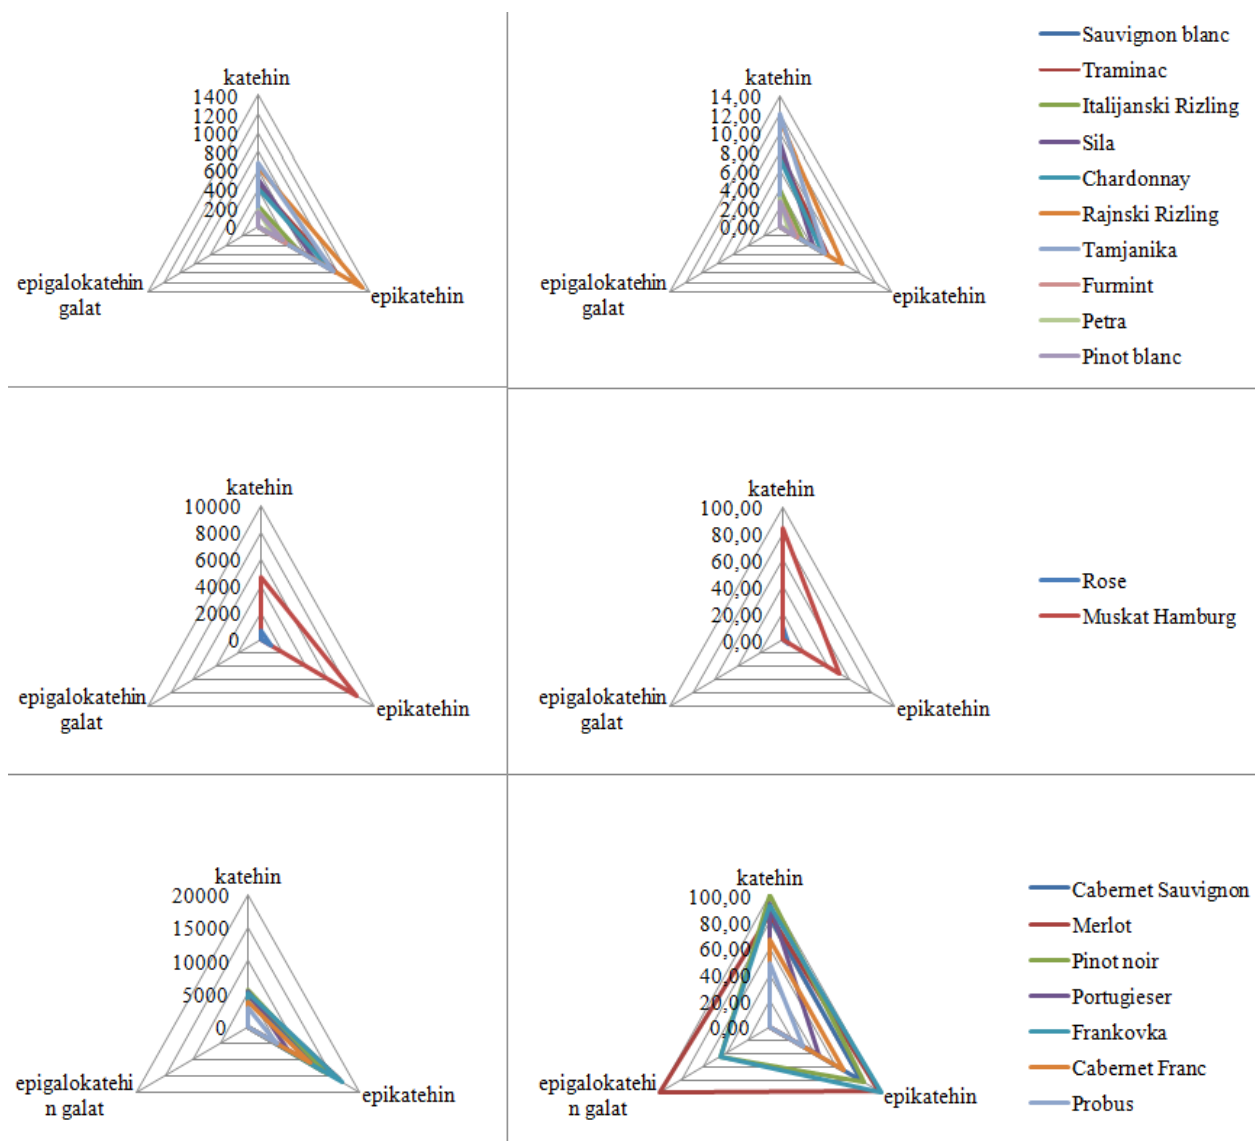 katehin
1400
1200
1000
800
600
400
200
0
epigalokatehin
galat
epikatehin
katehin
14,00
12,00
10,00
8,00
6,00
4,00
2,00
0,00
epigalokatehin
galat
epikatehin
Sauvignon blanc
Traminac
Italijanski Rizling
Sila
Chardonnay
Rajnski Rizling
Tamjanika
Furmint
Petra
Pinot blanc
katehin
10000
8000
6000
4000
2000
0
epigalokatehin
galat
epikatehin
katehin
100,00
80,00
60,00
40,00
20,00
0,00
epigalokatehin
galat
epikatehin
Rose
Muskat Hamburg
katehin
20000
15000
10000
5000
0
epigalokatehi
n galat
epikatehin
katehin
100,00
80,00
60,00
40,00
20,00
0,00
epigalokatehi
n galat
epikatehin
Cabernet Sauvignon
Merlot
Pinot noir
Portugieser
Frankovka
Cabernet Franc
Probus